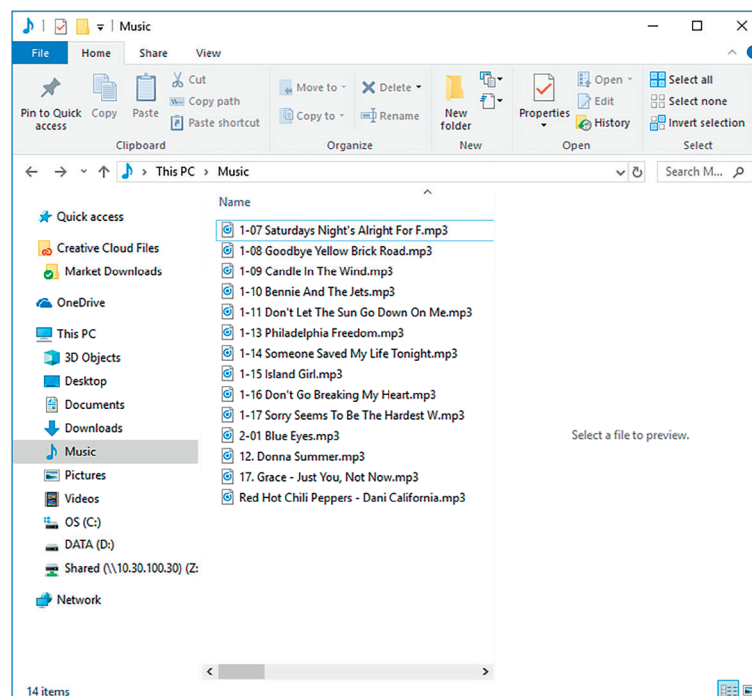 Music
File Home Share View
Pin to Quick access
Copy
Paste
Cut
Copy path
Paste shortcut
Clipboard
Move to
Copy to
Delete
Rename
Organize
New folder
New
Properties
Open
Edit
History
Open
Select all
Select none
Invert selection
Select
This PC > Music
Search M...
Name
Quick access
Creative Cloud Files
Market Downloads
OneDrive
This PC
3D Objects
Desktop
Documents
Downloads
Music
Pictures
Videos
OS (C:)
DATA (D:)
Shared (\\10.30.100.30) (Z:
Network
1-07 Saturdays Night's Alright For F.mp3
1-08 Goodbye Yellow Brick Road.mp3
1-09 Candle In The Wind.mp3
1-10 Bennie And The Jets.mp3
1-11 Don't Let The Sun Go Down On Me.mp3
1-13 Philadelphia Freedom.mp3
1-14 Someone Saved My Life Tonight.mp3
1-15 Island Girl.mp3
1-16 Don't Go Breaking My Heart.mp3
1-17 Sorry Seems To Be The Hardest W.mp3
2-01 Blue Eyes.mp3
12. Donna Summer.mp3
17. Grace - Just You, Not Now.mp3
Red Hot Chili Peppers - Dani California.mp3
Select a file to preview.
14 items